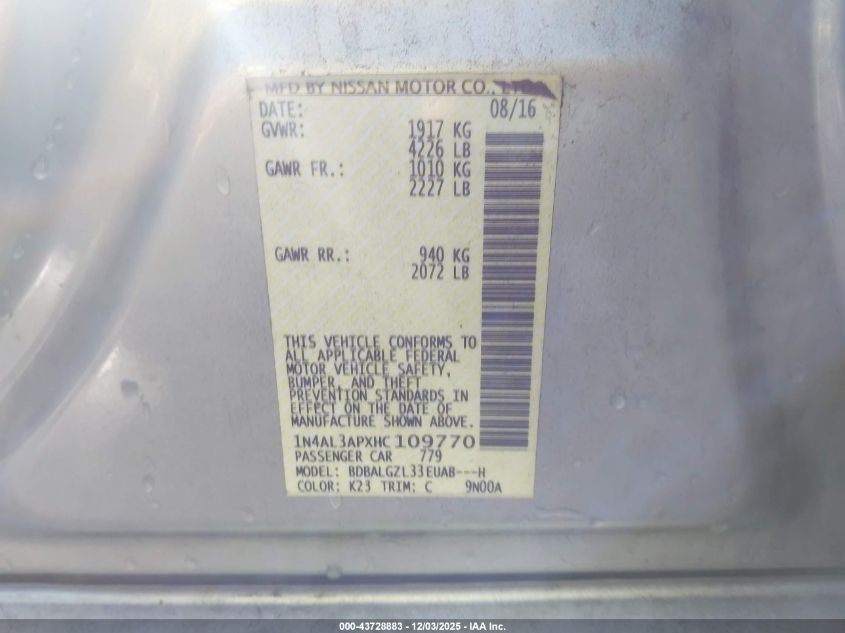 MFD BY NISSAN MOTOR CO., LTD
DATE: 08/16
GVWR: 1917 KG
4226 LB
GAWR FR.: 1010 KG
2227 LB
GAWR RR.: 940 KG
2072 LB
THIS VEHICLE CONFORMS TO
ALL APPLICABLE FEDERAL
MOTOR VEHICLE SAFETY,
BUMPER, AND THEFT
PREVENTION STANDARDS IN
EFFECT ON THE DATE OF
MANUFACTURE SHOWN ABOVE.
1N4AL3APXHC109770
PASSENGER CAR 779
MODEL: BDBALGZL33EUAB---H
COLOR: K23 TRIM: C 9N00A
000-43728883 - 12/03/2025 - IAA Inc.